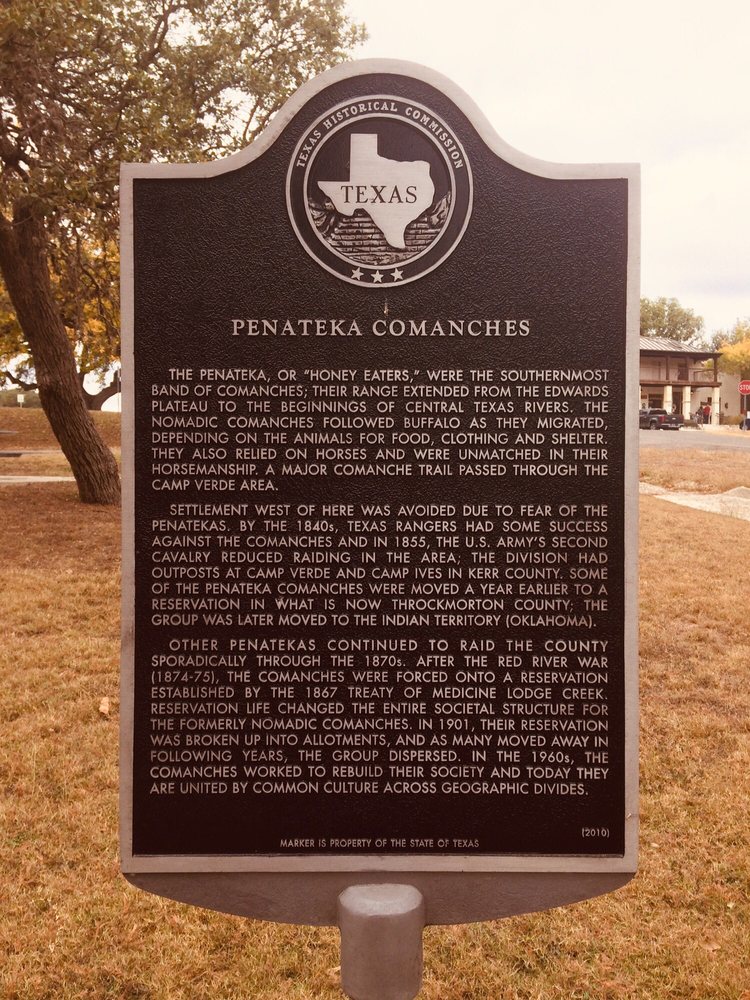 TEXAS HISTORICAL COMMISSION
TEXAS
PENATEKA COMANCHES
THE PENATEKA, OR "HONEY EATERS," WERE THE SOUTHERNMOST
BAND OF COMANCHES; THEIR RANGE EXTENDED FROM THE EDWARDS
PLATEAU TO THE BEGINNINGS OF CENTRAL TEXAS RIVERS. THE
NOMADIC COMANCHES FOLLOWED BUFFALO AS THEY MIGRATED,
DEPENDING ON THE ANIMALS FOR FOOD, CLOTHING AND SHELTER.
THEY ALSO RELIED ON HORSES AND WERE UNMATCHED IN THEIR
HORSEMANSHIP. A MAJOR COMANCHE TRAIL PASSED THROUGH THE
CAMP VERDE AREA.
SETTLEMENT WEST OF HERE WAS AVOIDED DUE TO FEAR OF THE
PENATEKAS. BY THE 1840s, TEXAS RANGERS HAD SOME SUCCESS
AGAINST THE COMANCHES AND IN 1855, THE U.S. ARMY'S SECOND
CAVALRY REDUCED RAIDING IN THE AREA; THE DIVISION HAD
OUTPOSTS AT CAMP VERDE AND CAMP IVES IN KERR COUNTY. SOME
OF THE PENATEKA COMANCHES WERE MOVED A YEAR EARLIER TO A
RESERVATION IN WHAT IS NOW THROCKMORTON COUNTY; THE
GROUP WAS LATER MOVED TO THE INDIAN TERRITORY (OKLAHOMA).
OTHER PENATEKAS CONTINUED TO RAID THE COUNTY
SPORADICALLY THROUGH THE 1870s. AFTER THE RED RIVER WAR
(1874-75), THE COMANCHES WERE FORCED ONTO A RESERVATION
ESTABLISHED BY THE 1867 TREATY OF MEDICINE LODGE CREEK.
RESERVATION LIFE CHANGED THE ENTIRE SOCIETAL STRUCTURE FOR
THE FORMERLY NOMADIC COMANCHES. IN 1901, THEIR RESERVATION
WAS BROKEN UP INTO ALLOTMENTS, AND AS MANY MOVED AWAY IN
FOLLOWING YEARS, THE GROUP DISPERSED. IN THE 1960s, THE
COMANCHES WORKED TO REBUILD THEIR SOCIETY AND TODAY THEY
ARE UNITED BY COMMON CULTURE ACROSS GEOGRAPHIC DIVIDES.
(2010)
MARKER IS PROPERTY OF THE STATE OF TEXAS
STOP